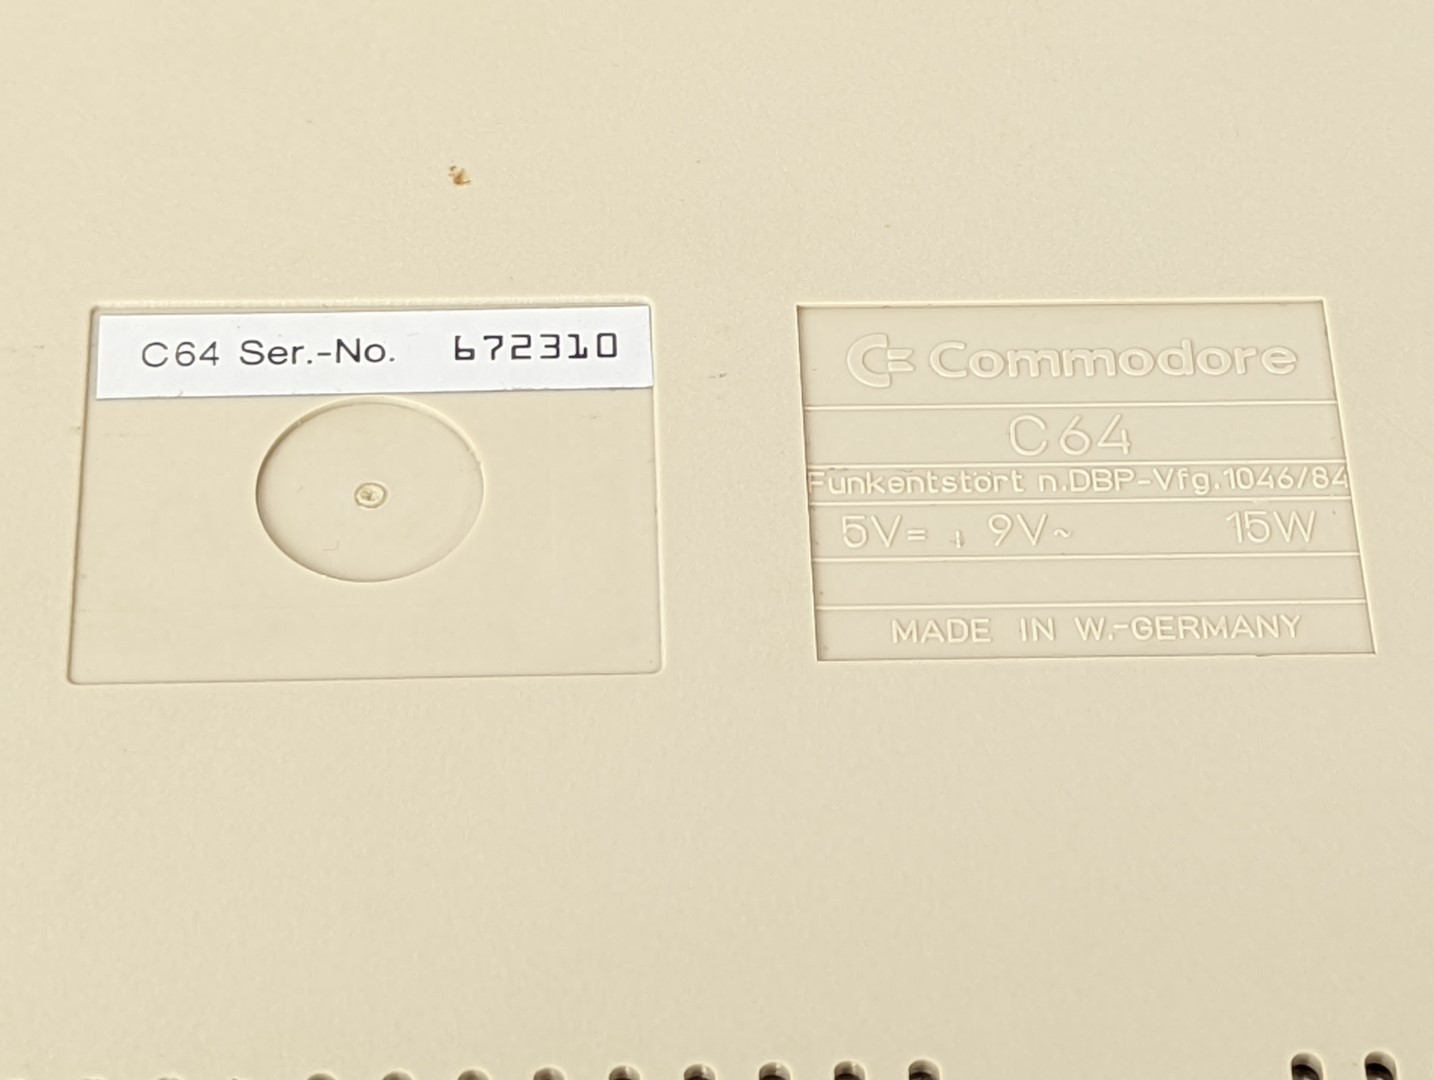 C64 Ser.-No. 672310
Commodore
C64
Funkentstört n.DBP-Vfg.1046/84
5V= + 9V~ 15W
MADE IN W.-GERMANY